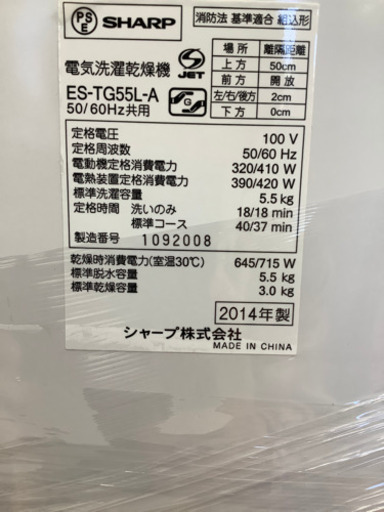 PSE SHARP
消防法 基準適合 組込形
場所 離隔距離
上方 50cm
前方 開放
左/右/後方 2cm
下方 0cm
電気洗濯乾燥機
S JET
ES-TG55L-A
50/60Hz共用
G
定格電圧 100 V
定格周波数 50/60 Hz
電動機定格消費電力 320/410 W
電熱装置定格消費電力 390/420 W
標準洗濯容量 5.5 kg
定格時間 洗いのみ 18/18 min
標準コース 40/37 min
製造番号 1092008
乾燥時消費電力(室温30℃) 645/715 W
標準脱水容量 5.5 kg
標準乾燥容量 3.0 kg
2014年製
シャープ株式会社
MADE IN CHINA